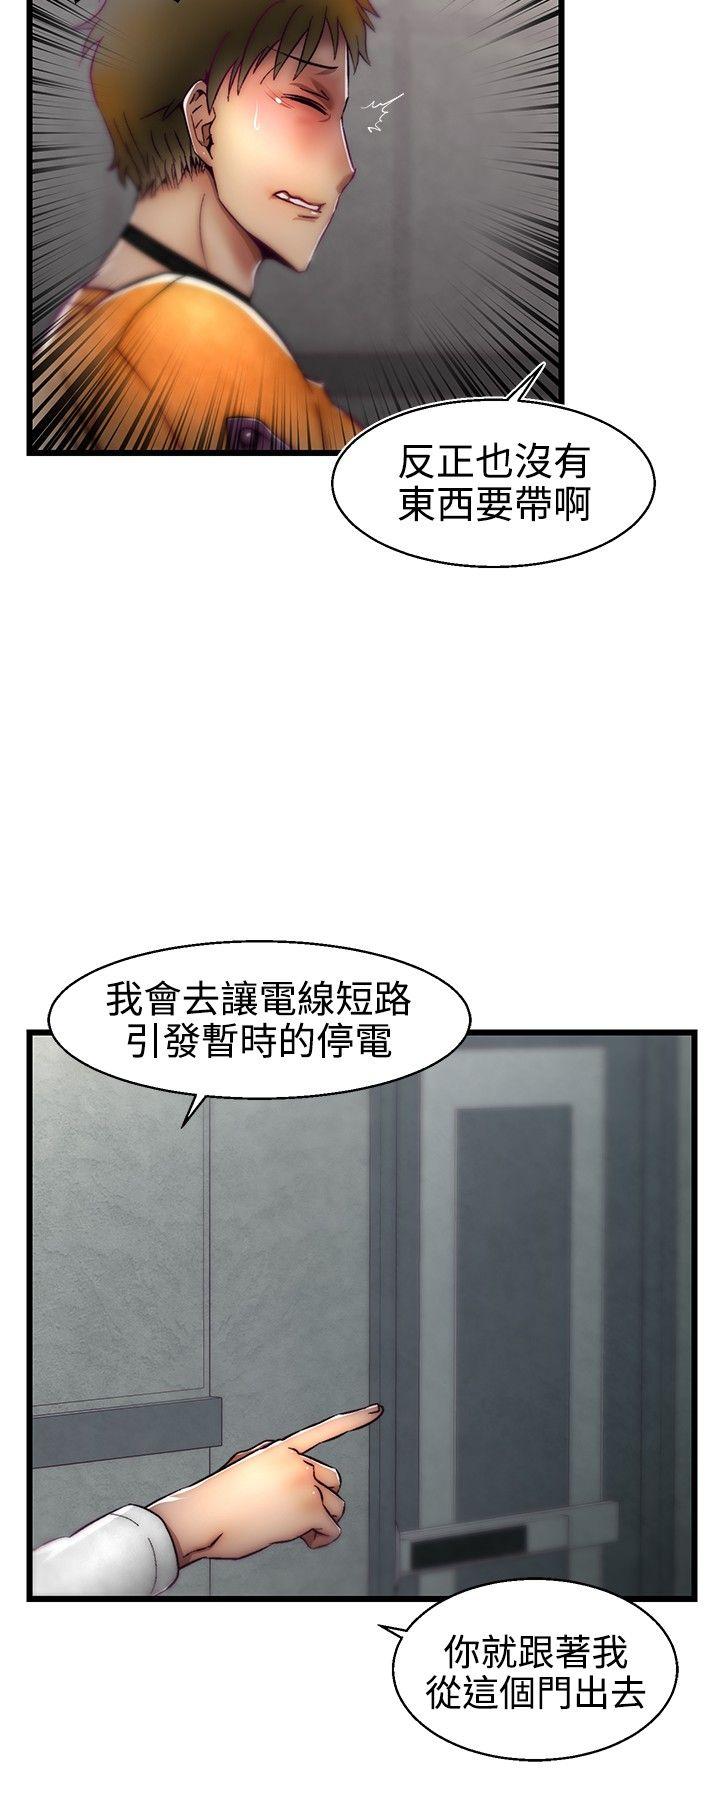 反正也沒有
東西要帶啊
我會去讓電線短路
引發暫時的停電
你就跟著我
從這個門出去